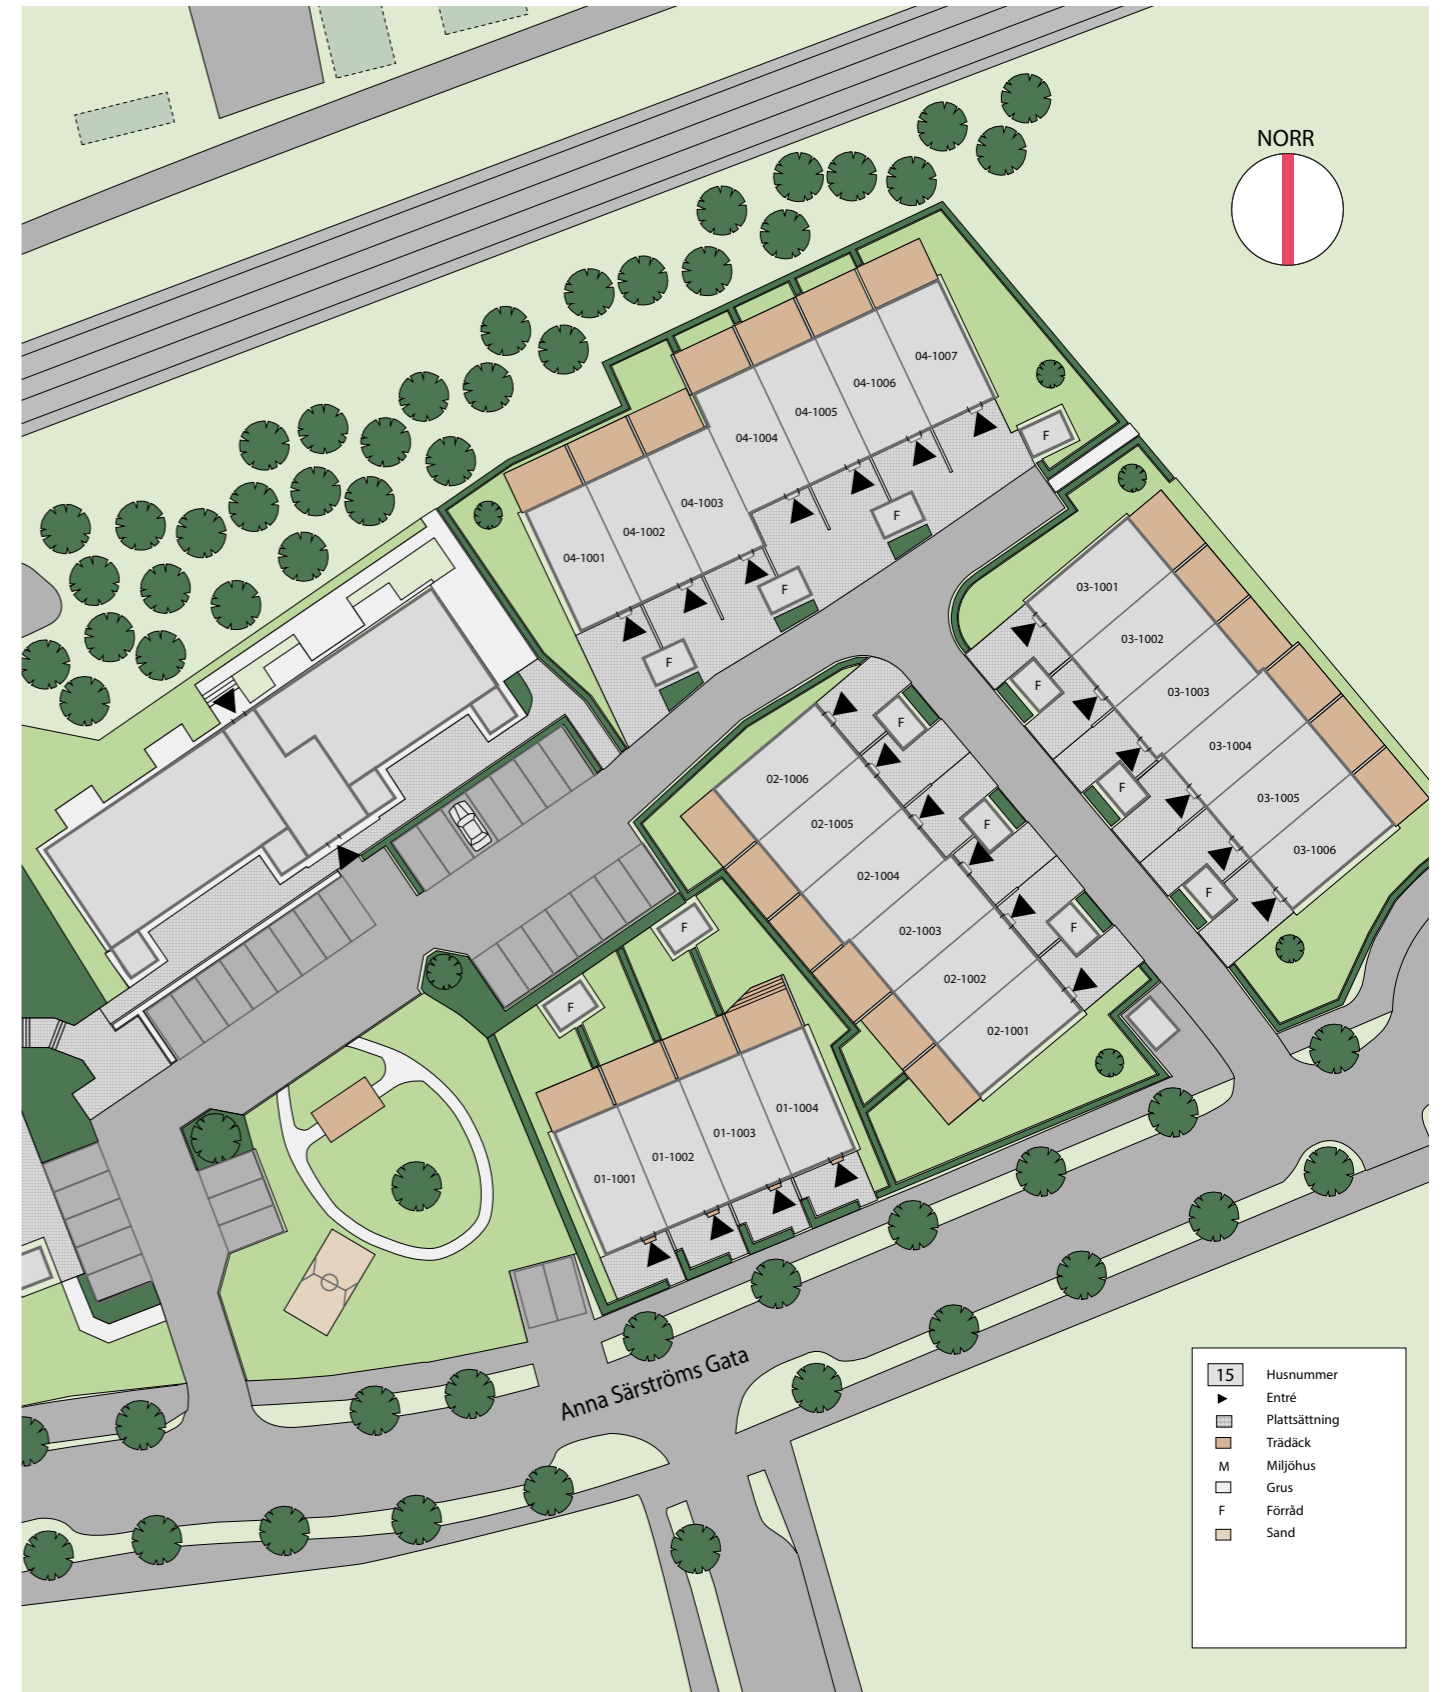 NORR
04-1007
04-1006
04-1005
04-1004
04-1003
04-1002
04-1001
F
F
F
F
03-1001
03-1002
03-1003
03-1004
03-1005
03-1006
F
F
F
02-1006
02-1005
02-1004
02-1003
02-1002
02-1001
F
F
F
F
F
01-1004
01-1003
01-1002
01-1001
Anna Särströms Gata
15 Husnummer
Entré
Plattsättning
Trädäck
M Miljöhus
Grus
F Förråd
Sand